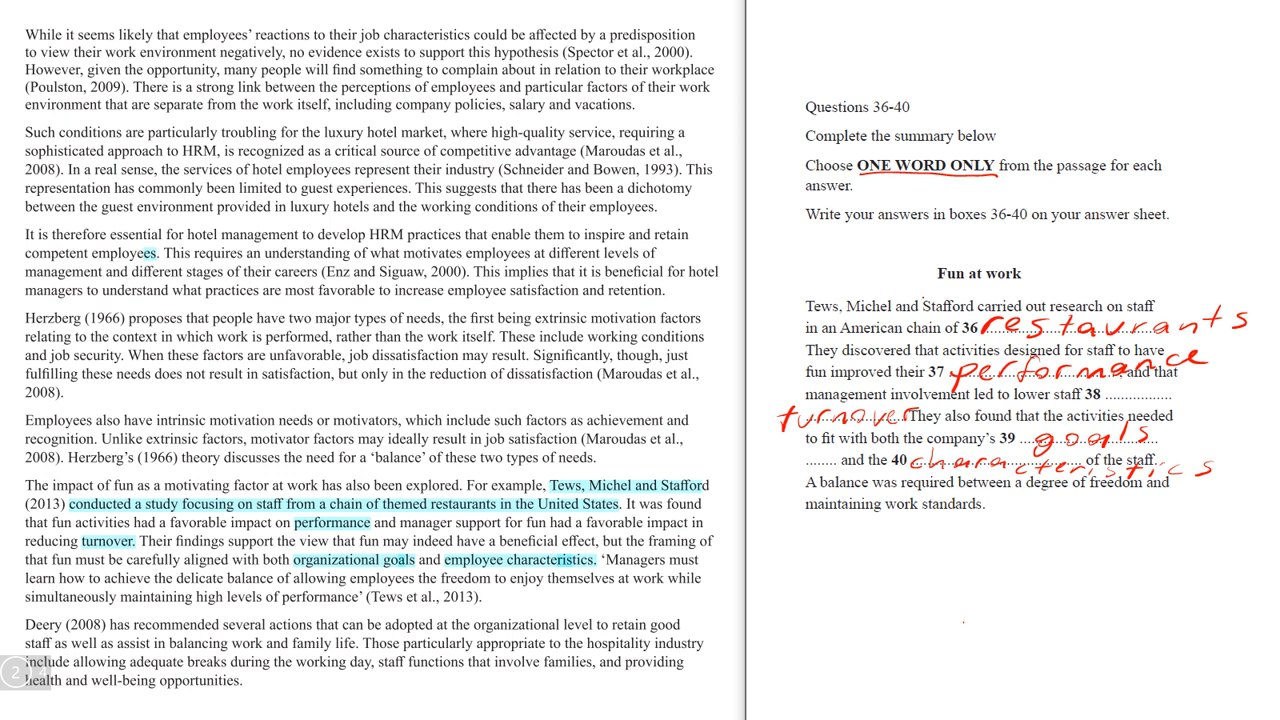 While it seems likely that employees' reactions to their job characteristics could be affected by a predisposition
to view their work environment negatively, no evidence exists to support this hypothesis (Spector et al., 2000).
However, given the opportunity, many people will find something to complain about in relation to their workplace
(Poulston, 2009). There is a strong link between the perceptions of employees and particular factors of their work
environment that are separate from the work itself, including company policies, salary and vacations.
Such conditions are particularly troubling for the luxury hotel market, where high-quality service, requiring a
sophisticated approach to HRM, is recognized as a critical source of competitive advantage (Maroudas et al.,
2008). In a real sense, the services of hotel employees represent their industry (Schneider and Bowen, 1993). This
representation has commonly been limited to guest experiences. This suggests that there has been a dichotomy
between the guest environment provided in luxury hotels and the working conditions of their employees.
It is therefore essential for hotel management to develop HRM practices that enable them to inspire and retain
competent employees. This requires an understanding of what motivates employees at different levels of
management and different stages of their careers (Enz and Siguaw, 2000). This implies that it is beneficial for hotel
managers to understand what practices are most favorable to increase employee satisfaction and retention.
Herzberg (1966) proposes that people have two major types of needs, the first being extrinsic motivation factors
relating to the context in which work is performed, rather than the work itself. These include working conditions
and job security. When these factors are unfavorable, job dissatisfaction may result. Significantly, though, just
fulfilling these needs does not result in satisfaction, but only in the reduction of dissatisfaction (Maroudas et al.,
2008).
Employees also have intrinsic motivation needs or motivators, which include such factors as achievement and
recognition. Unlike extrinsic factors, motivator factors may ideally result in job satisfaction (Maroudas et al.,
2008). Herzberg's (1966) theory discusses the need for a 'balance' of these two types of needs.
The impact of fun as a motivating factor at work has also been explored. For example, Tews, Michel and Stafford
(2013) conducted a study focusing on staff from a chain of themed restaurants in the United States. It was found
that fun activities had a favorable impact on performance and manager support for fun had a favorable impact in
reducing turnover. Their findings support the view that fun may indeed have a beneficial effect, but the framing of
that fun must be carefully aligned with both organizational goals and employee characteristics. 'Managers must
learn how to achieve the delicate balance of allowing employees the freedom to enjoy themselves at work while
simultaneously maintaining high levels of performance' (Tews et al., 2013).
Deery (2008) has recommended several actions that can be adopted at the organizational level to retain good
staff as well as assist in balancing work and family life. Those particularly appropriate to the hospitality industry
include allowing adequate breaks during the working day, staff functions that involve families, and providing
health and well-being opportunities.
2 4
Questions 36-40
Complete the summary below
Choose ONE WORD ONLY from the passage for each
answer.
Write your answers in boxes 36-40 on your answer sheet.
Fun at work
Tews, Michel and Stafford carried out research on staff
in an American chain of 36 restaurants
They discovered that activities designed for staff to have
fun improved their 37 performance and that
management involvement led to lower staff 38 .................
turnover They also found that the activities needed
to fit with both the company's 39 goals
........ and the 40 characteristics of the staff.
A balance was required between a degree of freedom and
maintaining work standards.